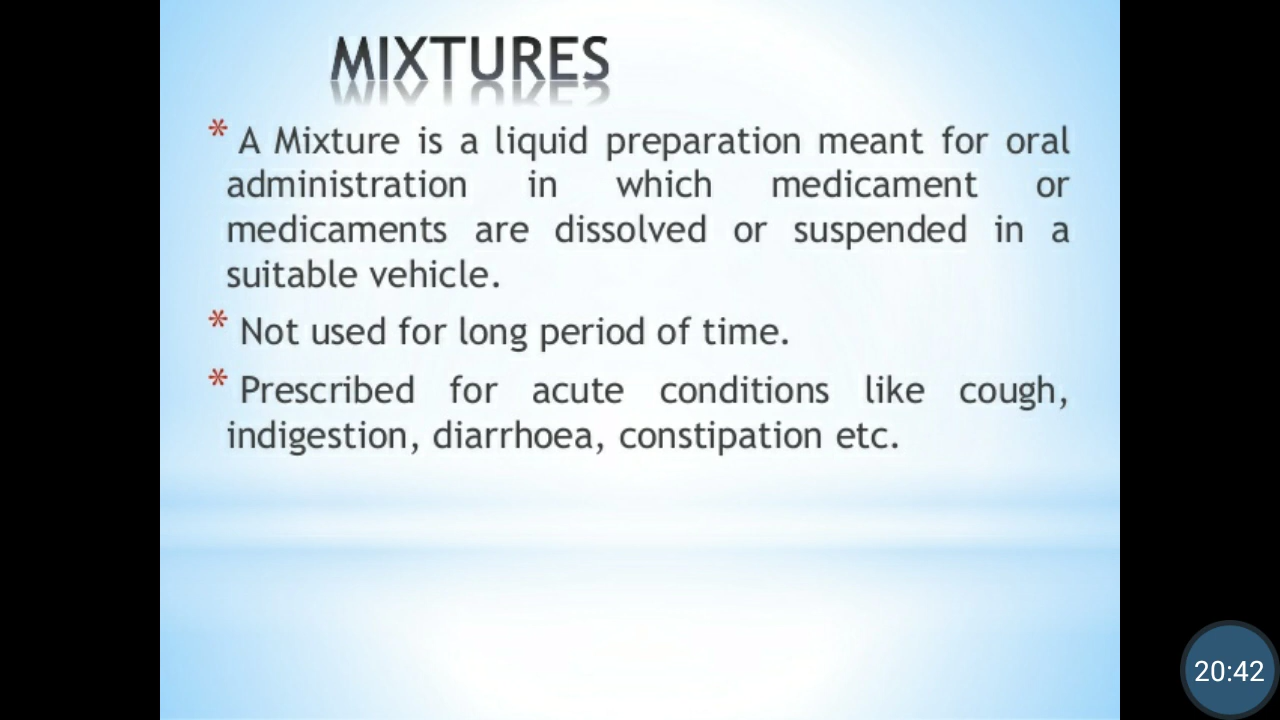 MIXTURES
* A Mixture is a liquid preparation meant for oral
administration in which medicament or
medicaments are dissolved or suspended in a
suitable vehicle.
* Not used for long period of time.
* Prescribed for acute conditions like cough,
indigestion, diarrhoea, constipation etc.
20:42